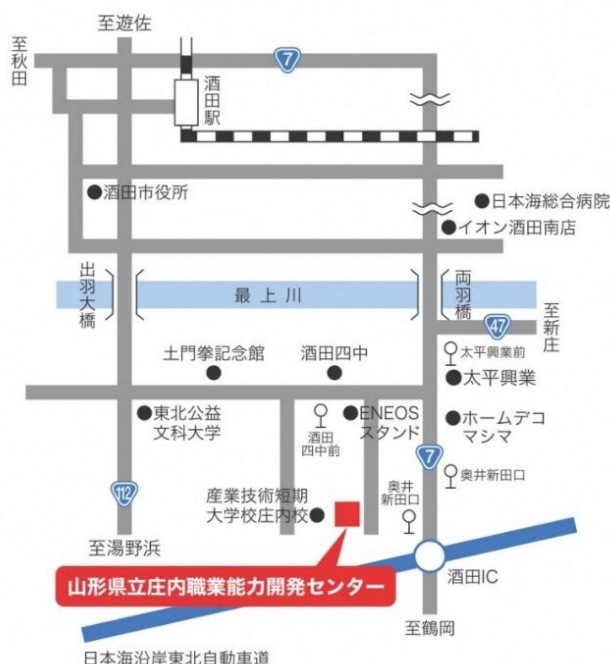 至遊佐
至秋田
7
酒田駅
酒田市役所
日本海総合病院
イオン酒田南店
出羽大橋
最上川
両羽橋
至新庄
47
太平興業前
土門拳記念館
酒田四中
太平興業
東北公益
文科大学
酒田
四中前
ENEOS
スタンド
ホームデコ
マシマ
7
奥井新田口
奥井
新田口
112
産業技術短期
大学校庄内校
至湯野浜
山形県立庄内職業能力開発センター
酒田IC
至鶴岡
日本海沿岸東北自動車道